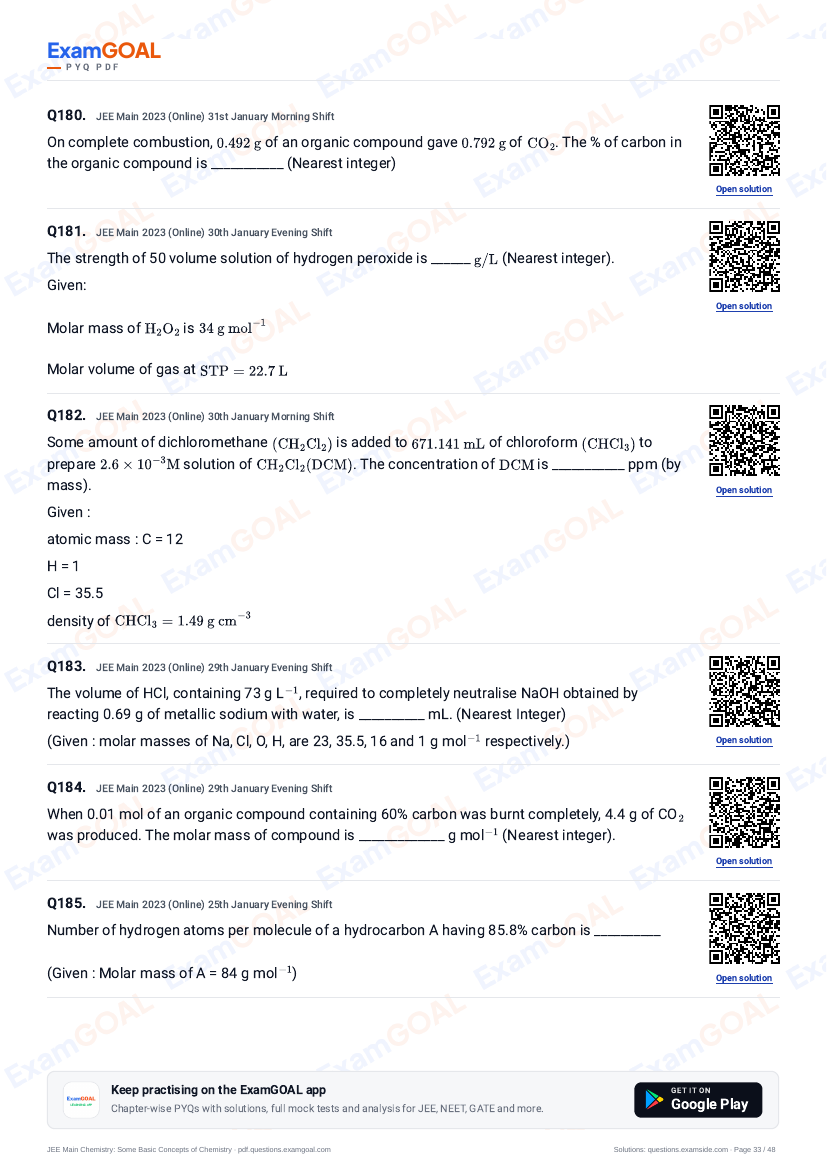 ExamGOAL
PYQ PDF
Q180. JEE Main 2023 (Online) 31st January Morning Shift
On complete combustion, 0.492 g of an organic compound gave 0.792 g of CO₂. The % of carbon in
the organic compound is ___________ (Nearest integer)
Open solution
Q181. JEE Main 2023 (Online) 30th January Evening Shift
The strength of 50 volume solution of hydrogen peroxide is ______ g/L (Nearest integer).
Given:
Molar mass of H₂O₂ is 34 g mol⁻¹
Molar volume of gas at STP = 22.7 L
Open solution
Q182. JEE Main 2023 (Online) 30th January Morning Shift
Some amount of dichloromethane (CH₂Cl₂) is added to 671.141 mL of chloroform (CHCl₃) to
prepare 2.6 × 10⁻³M solution of CH₂Cl₂(DCM). The concentration of DCM is ___________ ppm (by
mass).
Given :
atomic mass : C = 12
H = 1
Cl = 35.5
density of CHCl₃ = 1.49 g cm⁻³
Open solution
Q183. JEE Main 2023 (Online) 29th January Evening Shift
The volume of HCl, containing 73 g L⁻¹, required to completely neutralise NaOH obtained by
reacting 0.69 g of metallic sodium with water, is __________ mL. (Nearest Integer)
(Given : molar masses of Na, Cl, O, H, are 23, 35.5, 16 and 1 g mol⁻¹ respectively.)
Open solution
Q184. JEE Main 2023 (Online) 29th January Evening Shift
When 0.01 mol of an organic compound containing 60% carbon was burnt completely, 4.4 g of CO₂
was produced. The molar mass of compound is _____________ g mol⁻¹ (Nearest integer).
Open solution
Q185. JEE Main 2023 (Online) 25th January Evening Shift
Number of hydrogen atoms per molecule of a hydrocarbon A having 85.8% carbon is __________
(Given : Molar mass of A = 84 g mol⁻¹)
Open solution
ExamGOAL
Keep practising on the ExamGOAL app
Chapter-wise PYQs with solutions, full mock tests and analysis for JEE, NEET, GATE and more.
GET IT ON
Google Play
JEE Main Chemistry: Some Basic Concepts of Chemistry · pdf.questions.examgoal.com
Solutions: questions.examside.com · Page 33 / 48